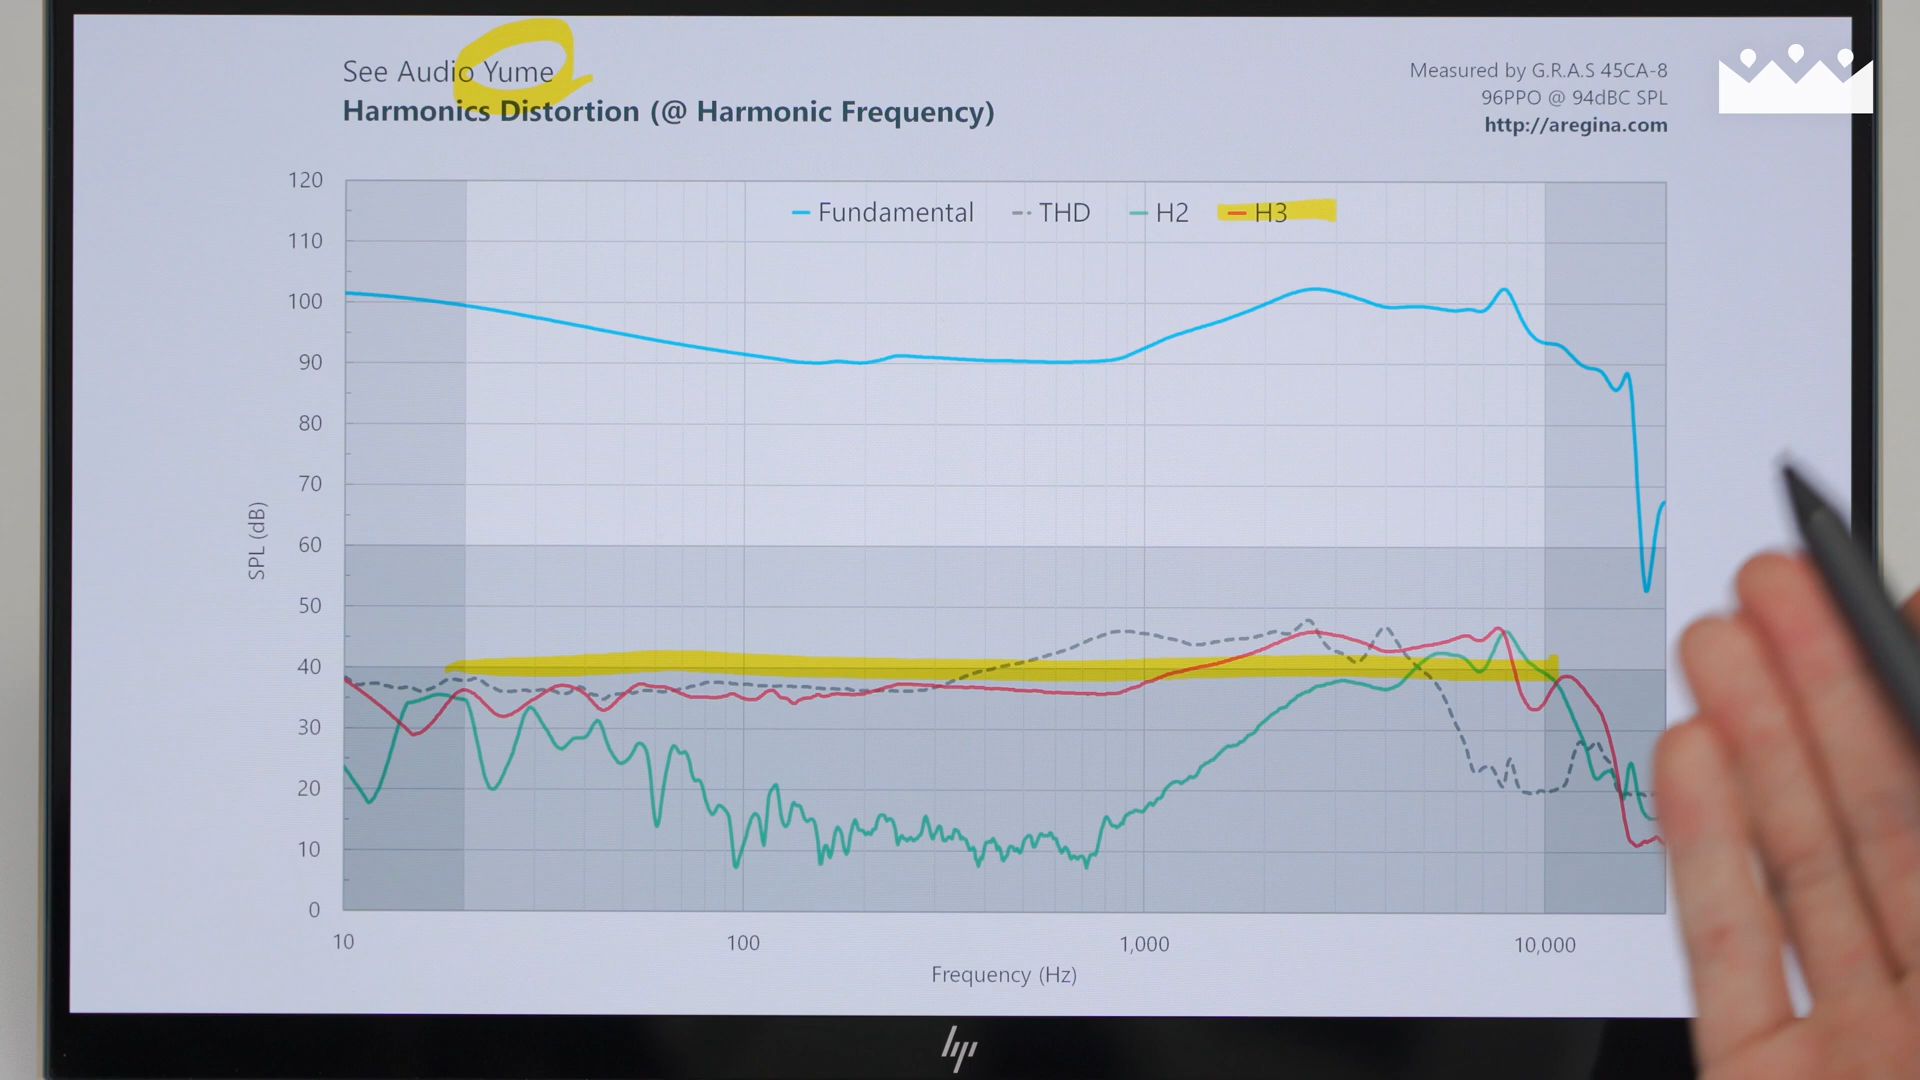 See Audio Yume
Harmonics Distortion (@ Harmonic Frequency)
Measured by G.R.A.S 45CA-8
96PPO @ 94dBC SPL
http://aregina.com
Fundamental THD H2 H3
120
110
100
90
80
70
60
50
40
30
20
10
0
SPL (dB)
10 100 1,000 10,000
Frequency (Hz)
hp